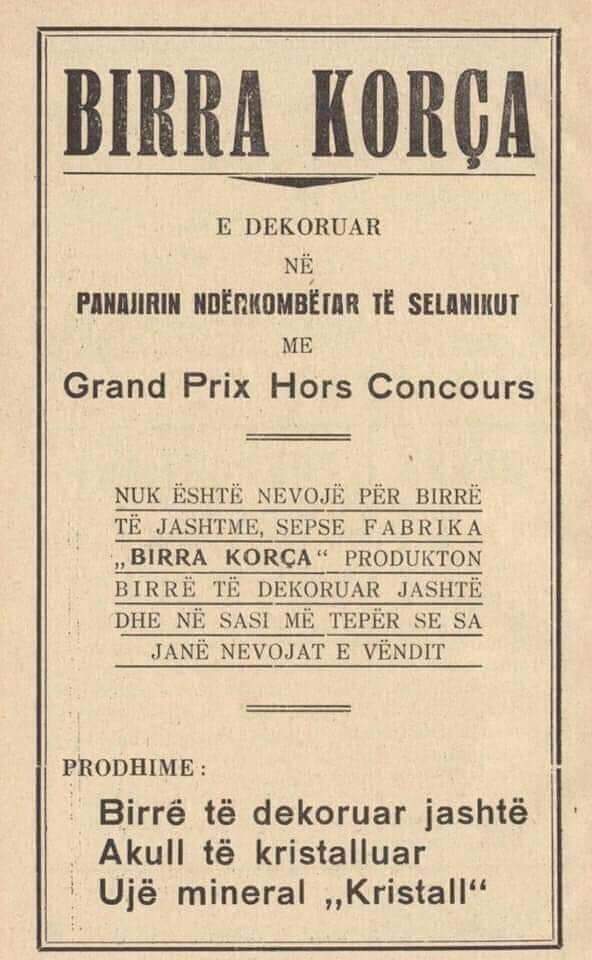 BIRRA KORÇA
E DEKORUAR
NË
PANAJIRIN NDËRKOMBËTAR TË SELANIKUT
ME
Grand Prix Hors Concours
NUK ËSHTË NEVOJË PËR BIRRË
TË JASHTME, SEPSE FABRIKA
„BIRRA KORÇA“ PRODUKTON
BIRRË TË DEKORUAR JASHTË
DHE NË SASI MË TEPËR SE SA
JANË NEVOJAT E VËNDIT
PRODHIME :
Birrë të dekoruar jashtë
Akull të kristalluar
Ujë mineral „Kristall“